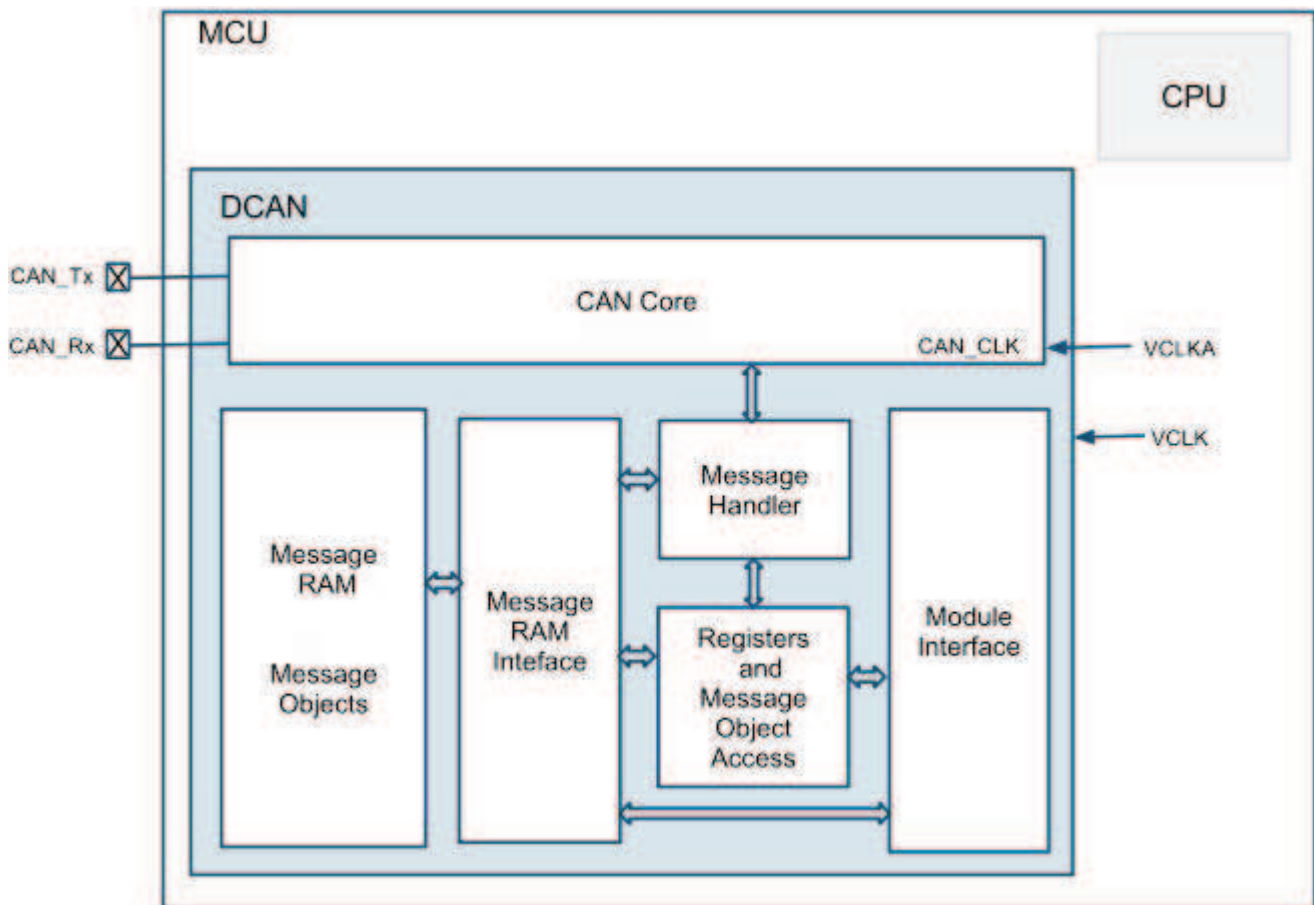 MCU
CPU
DCAN
CAN_Tx
CAN Core
CAN_Rx
CAN_CLK
VCLKA
VCLK
Message
Handler
Message
RAM
Message
Objects
Message
RAM
Inteface
Registers
and
Message
Object
Access
Module
Interface